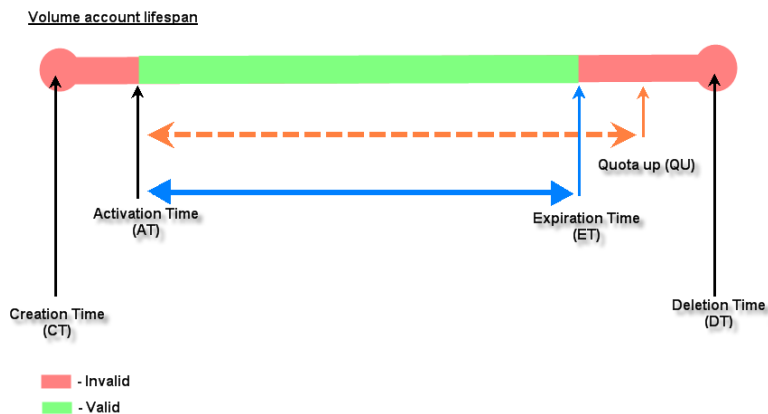 Volume account lifespan
Quota up (QU)
Activation Time
(AT)
Expiration Time
(ET)
Creation Time
(CT)
Deletion Time
(DT)
- Invalid
- Valid